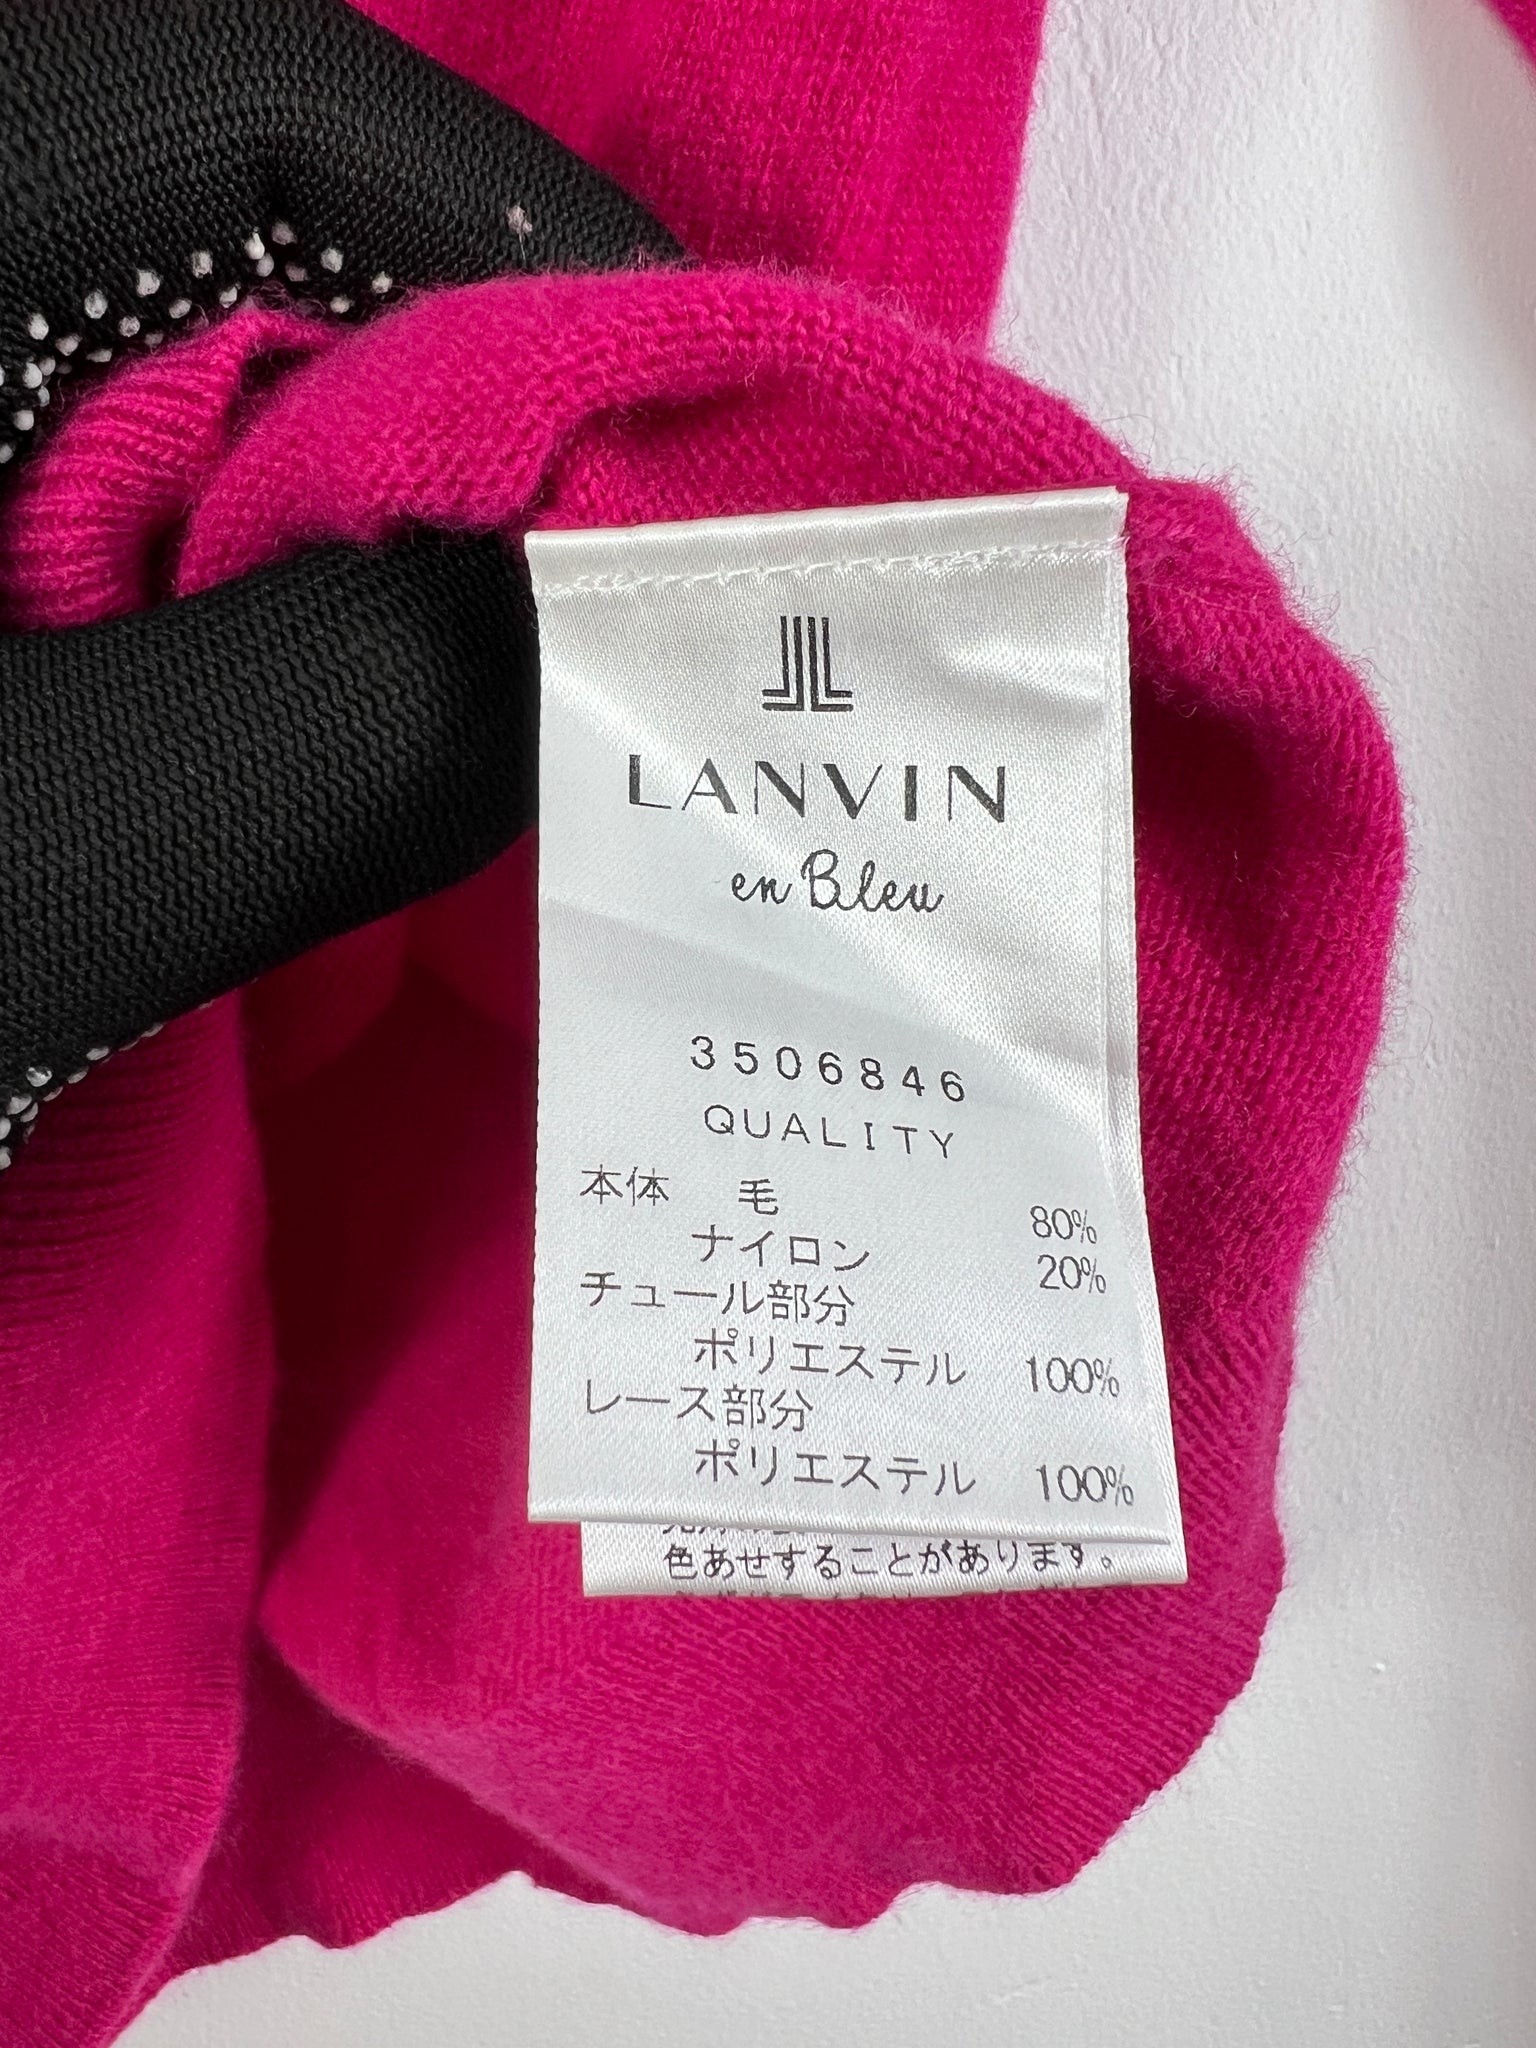 LANVIN
en Bleu
3506846
QUALITY
本体 毛 80%
ナイロン 20%
チュール部分
ポリエステル 100%
レース部分
ポリエステル 100%
色あせすることがあります。